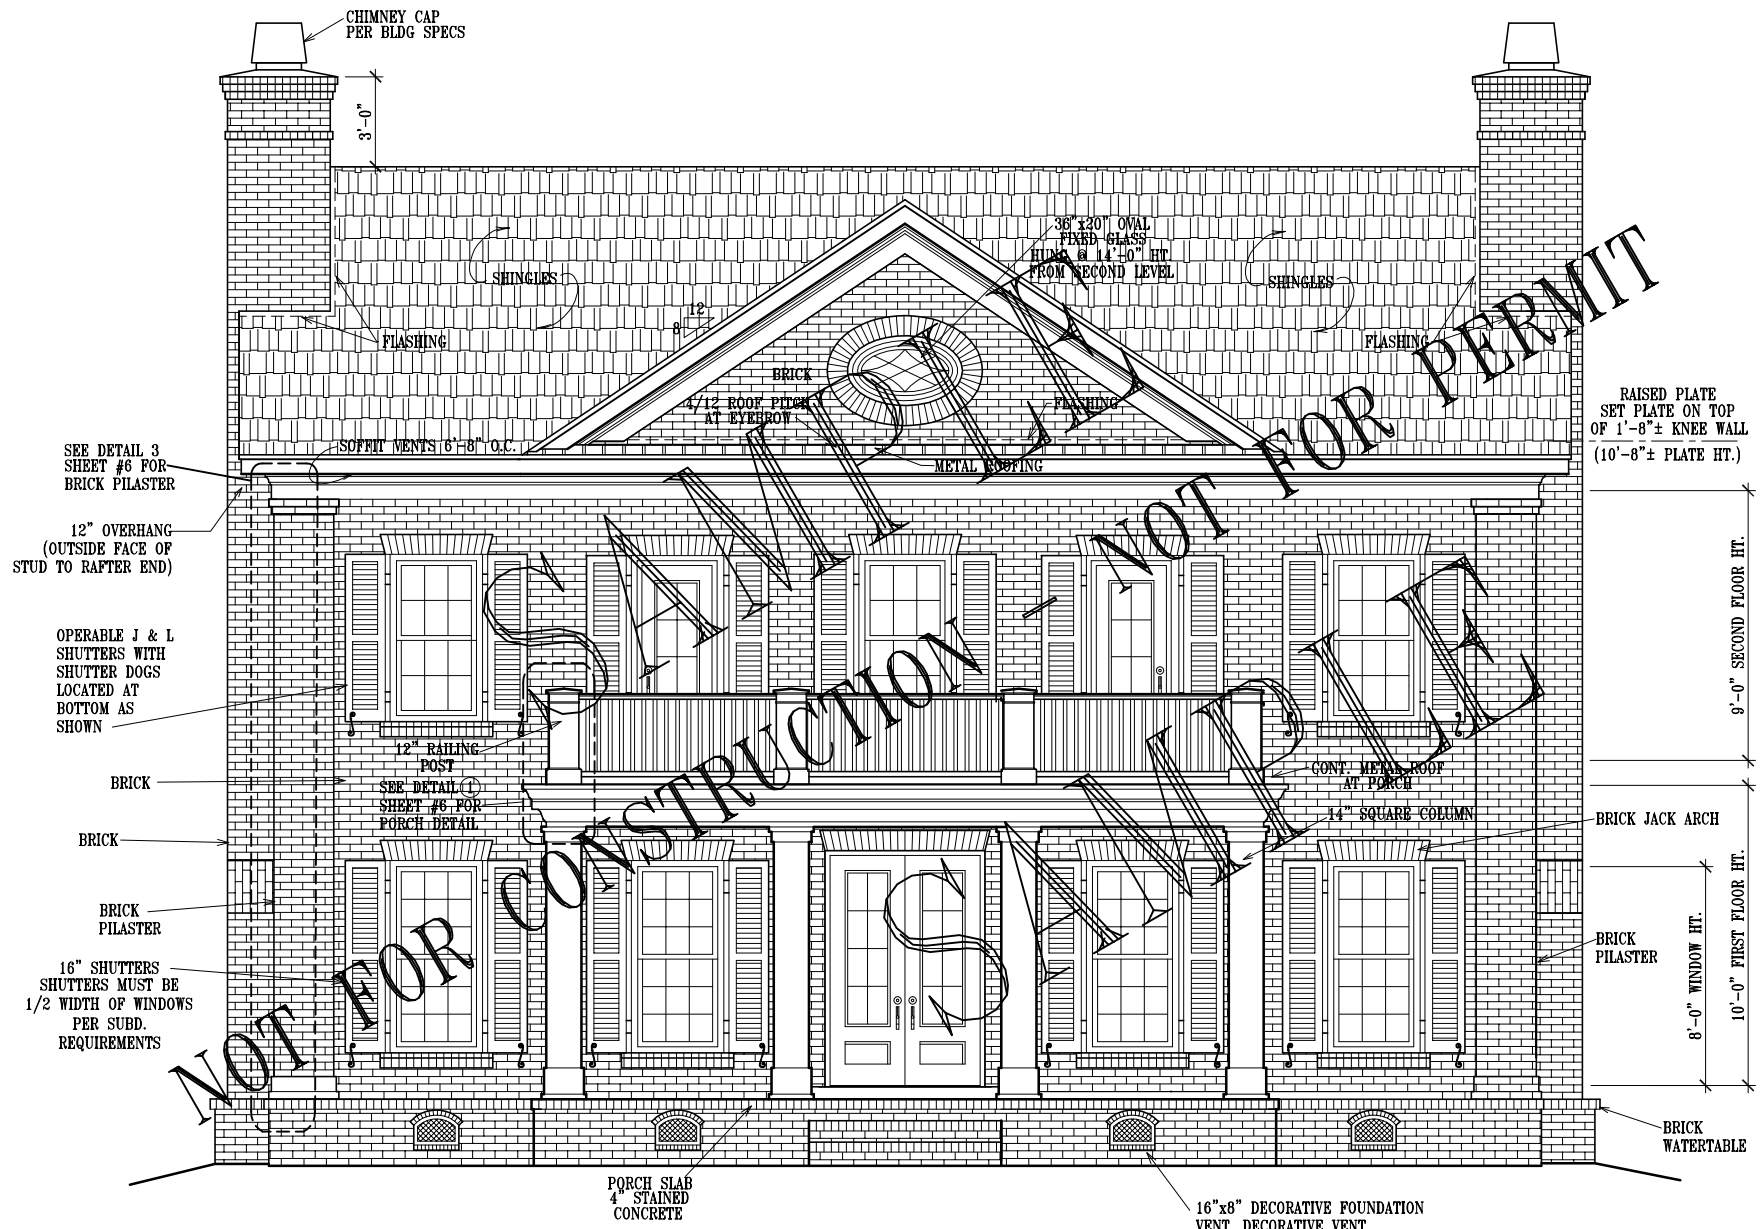 CHIMNEY CAP
PER BLDG SPECS
3'-0"
36"x20" OVAL
FIXED GLASS
HUNG @ 14'-0" HT
FROM SECOND LEVEL
SHINGLES
SHINGLES
12
8
FLASHING
FLASHING
BRICK
4/12 ROOF PITCH
AT EYEBROW
FLASHING
RAISED PLATE
SET PLATE ON TOP
OF 1'-8"± KNEE WALL
(10'-8"± PLATE HT.)
SOFFIT VENTS 6'-8" O.C.
METAL ROOFING
SEE DETAIL 3
SHEET #6 FOR
BRICK PILASTER
12" OVERHANG
(OUTSIDE FACE OF
STUD TO RAFTER END)
9'-0" SECOND FLOOR HT.
OPERABLE J & L
SHUTTERS WITH
SHUTTER DOGS
LOCATED AT
BOTTOM AS
SHOWN
12" RAILING
POST
BRICK
SEE DETAIL 1
SHEET #6 FOR
PORCH DETAIL
CONT. METAL ROOF
AT PORCH
14" SQUARE COLUMN
BRICK JACK ARCH
BRICK
BRICK
PILASTER
BRICK
PILASTER
16" SHUTTERS
SHUTTERS MUST BE
1/2 WIDTH OF WINDOWS
PER SUBD.
REQUIREMENTS
8'-0" WINDOW HT.
10'-0" FIRST FLOOR HT.
BRICK
WATERTABLE
PORCH SLAB
4" STAINED
CONCRETE
16"x8" DECORATIVE FOUNDATION
VENT. DECORATIVE VENT
SAMPLE
NOT FOR CONSTRUCTION - NOT FOR PERMIT
SAMPLE